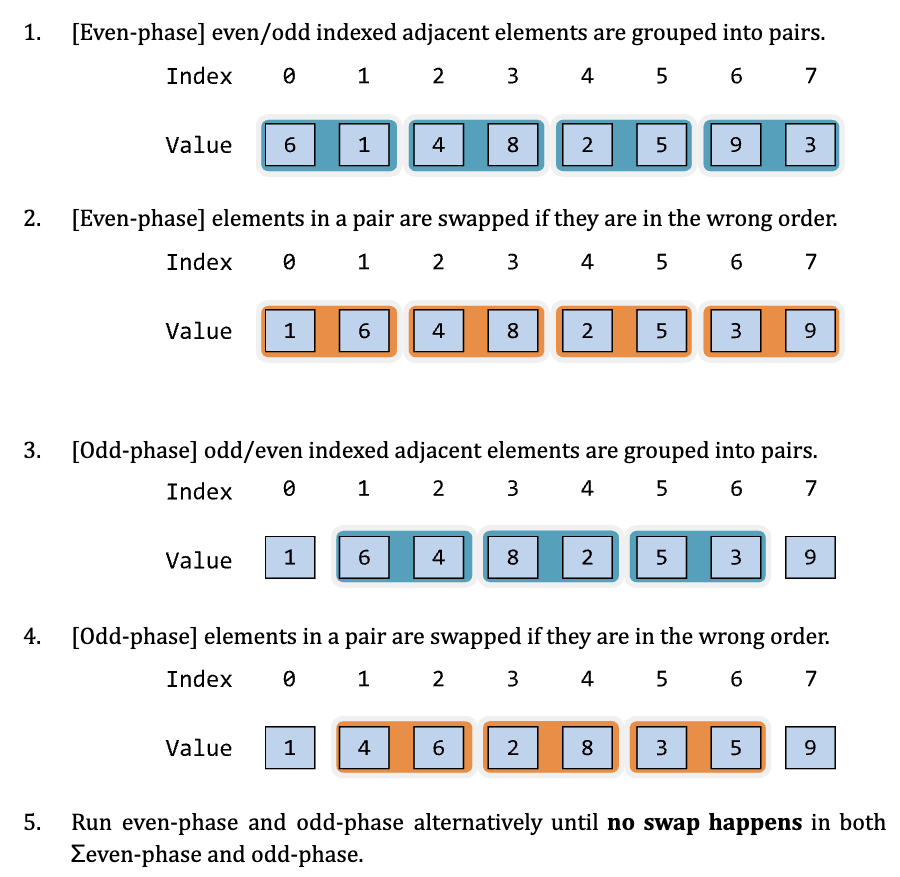 1. [Even-phase] even/odd indexed adjacent elements are grouped into pairs.
Index 0 1 2 3 4 5 6 7
Value 6 1 4 8 2 5 9 3
2. [Even-phase] elements in a pair are swapped if they are in the wrong order.
Index 0 1 2 3 4 5 6 7
Value 1 6 4 8 2 5 3 9
3. [Odd-phase] odd/even indexed adjacent elements are grouped into pairs.
Index 0 1 2 3 4 5 6 7
Value 1 6 4 8 2 5 3 9
4. [Odd-phase] elements in a pair are swapped if they are in the wrong order.
Index 0 1 2 3 4 5 6 7
Value 1 4 6 2 8 3 5 9
5. Run even-phase and odd-phase alternatively until no swap happens in both
Σeven-phase and odd-phase.